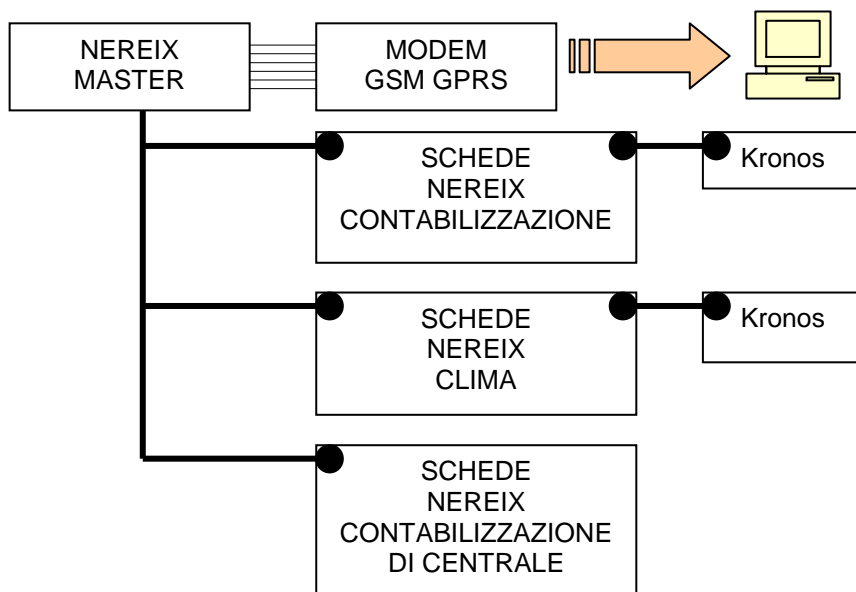 NEREIX
MASTER
MODEM
GSM GPRS
SCHEDE
NEREIX
CONTABILIZZAZIONE
Kronos
SCHEDE
NEREIX
CLIMA
Kronos
SCHEDE
NEREIX
CONTABILIZZAZIONE
DI CENTRALE